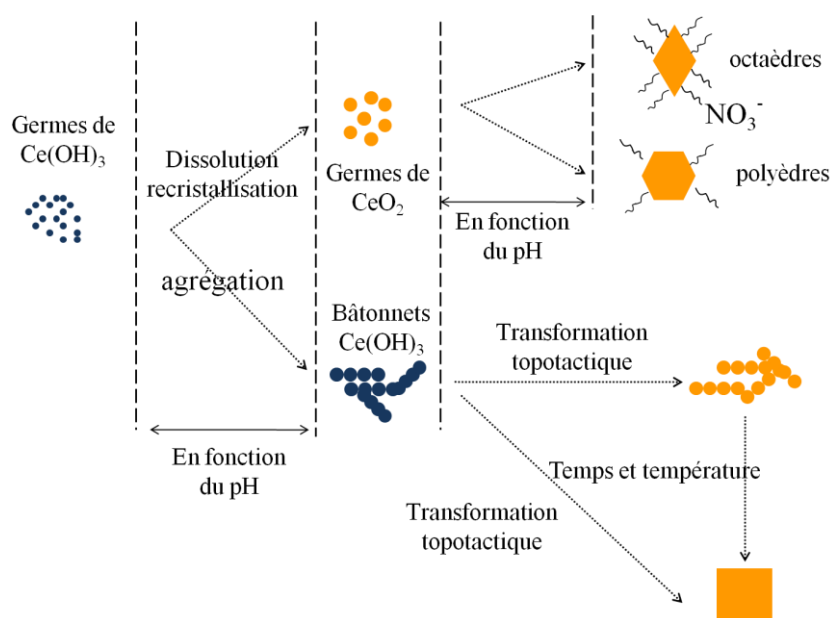 Germes de
Ce(OH)3
Dissolution
recristallisation
agrégation
En fonction
du pH
Germes de
CeO2
Bâtonnets
Ce(OH)3
En fonction
du pH
octaèdres
NO3-
polyèdres
Transformation
topotactique
Temps et température
Transformation
topotactique